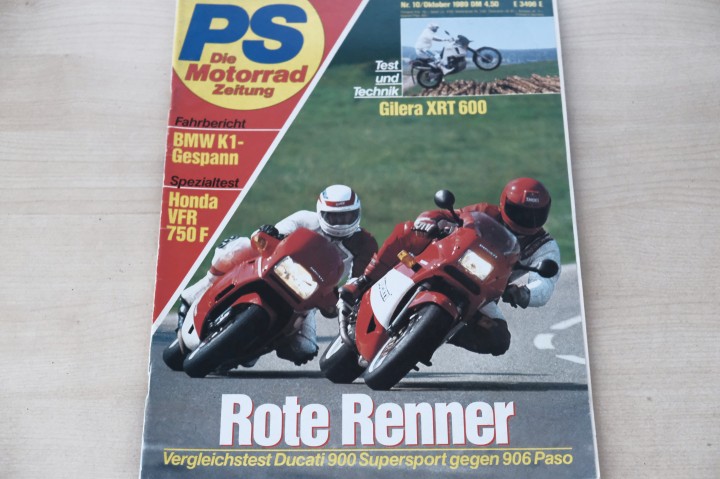 Nr. 10/Oktober 1989 DM 4,50 E 3496 E
PS
Die
Motorrad
Zeitung
Test
und
Technik
Gilera XRT 600
Fahrbericht
BMW K1-
Gespann
Spezialtest
Honda
VFR
750 F
Rote Renner
Vergleichstest Ducati 900 Supersport gegen 906 Paso